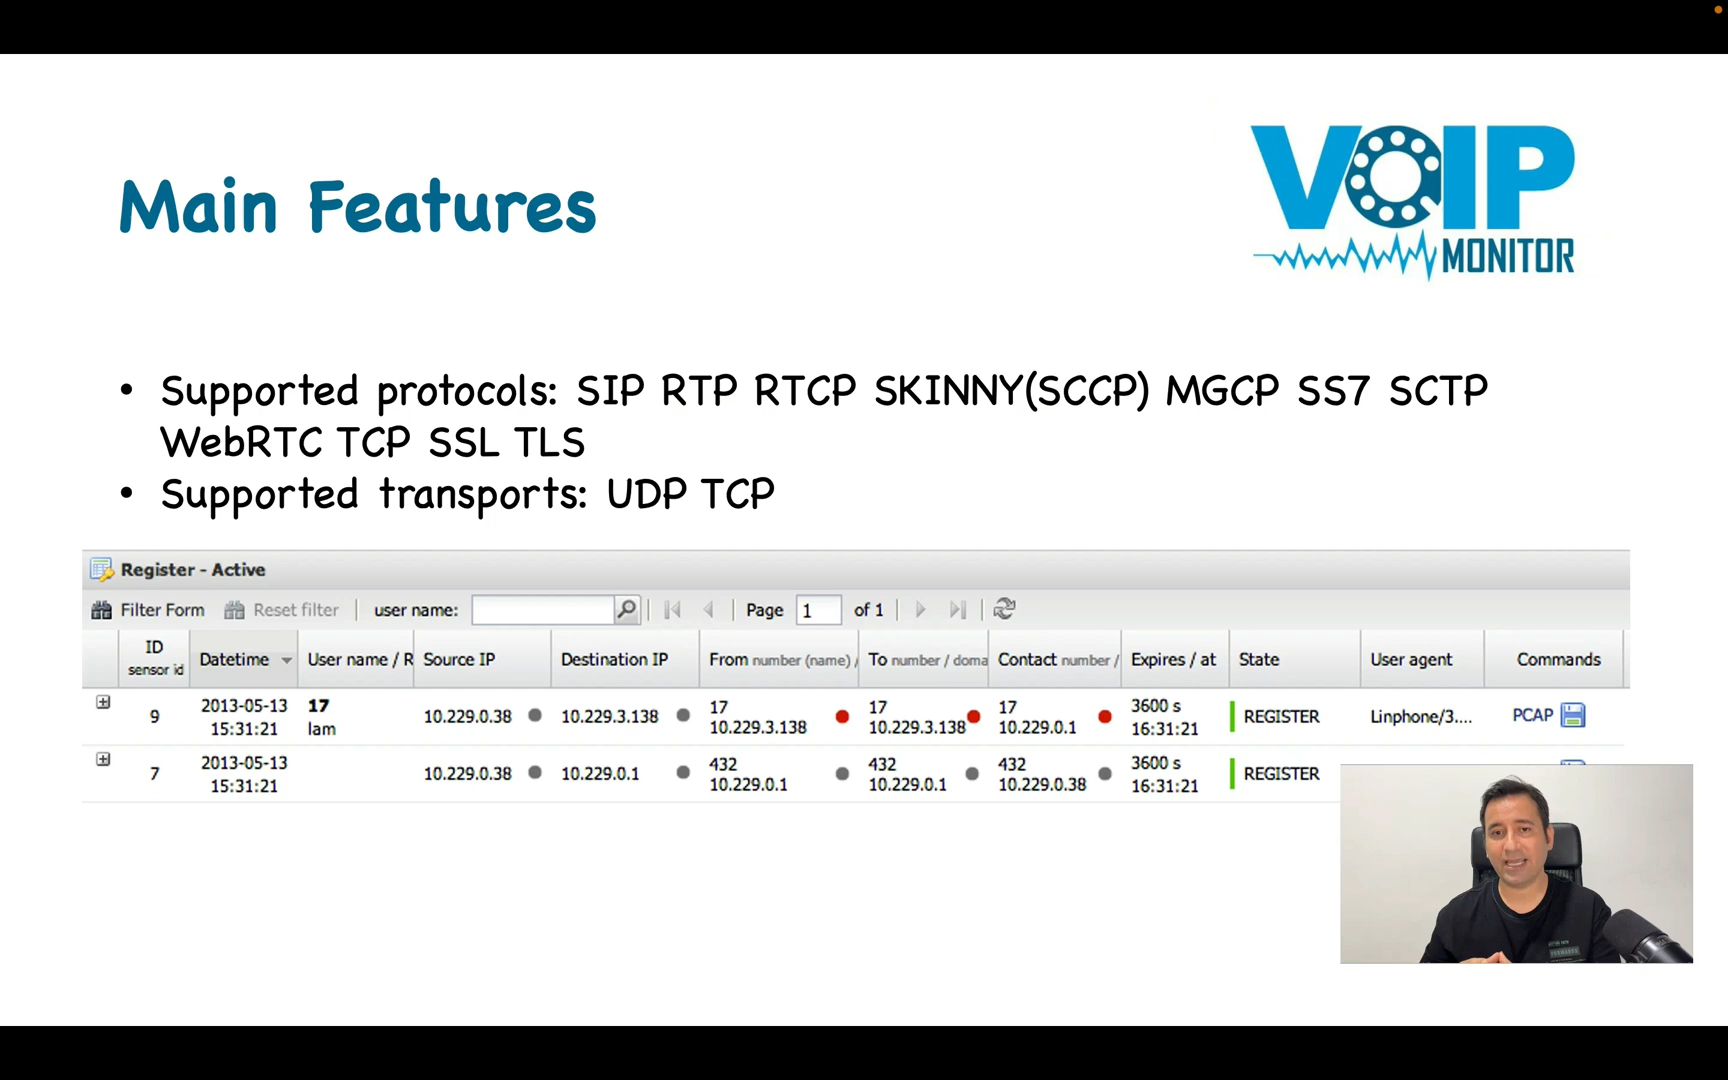 VOIP
MONITOR
Main Features
• Supported protocols: SIP RTP RTCP SKINNY(SCCP) MGCP SS7 SCTP
WebRTC TCP SSL TLS
• Supported transports: UDP TCP
Register - Active
Filter Form Reset filter user name: Page 1 of 1
ID
sensor id
Datetime User name / R Source IP Destination IP From number (name) / To number / doma Contact number / Expires / at State User agent Commands
9 2013-05-13 15:31:21 17 lam 10.229.0.38 10.229.3.138 17 10.229.3.138 17 10.229.3.138 17 10.229.0.1 3600 s 16:31:21 REGISTER Linphone/3.... PCAP
7 2013-05-13 15:31:21 10.229.0.38 10.229.0.1 432 10.229.0.1 432 10.229.0.1 432 10.229.0.38 3600 s 16:31:21 REGISTER